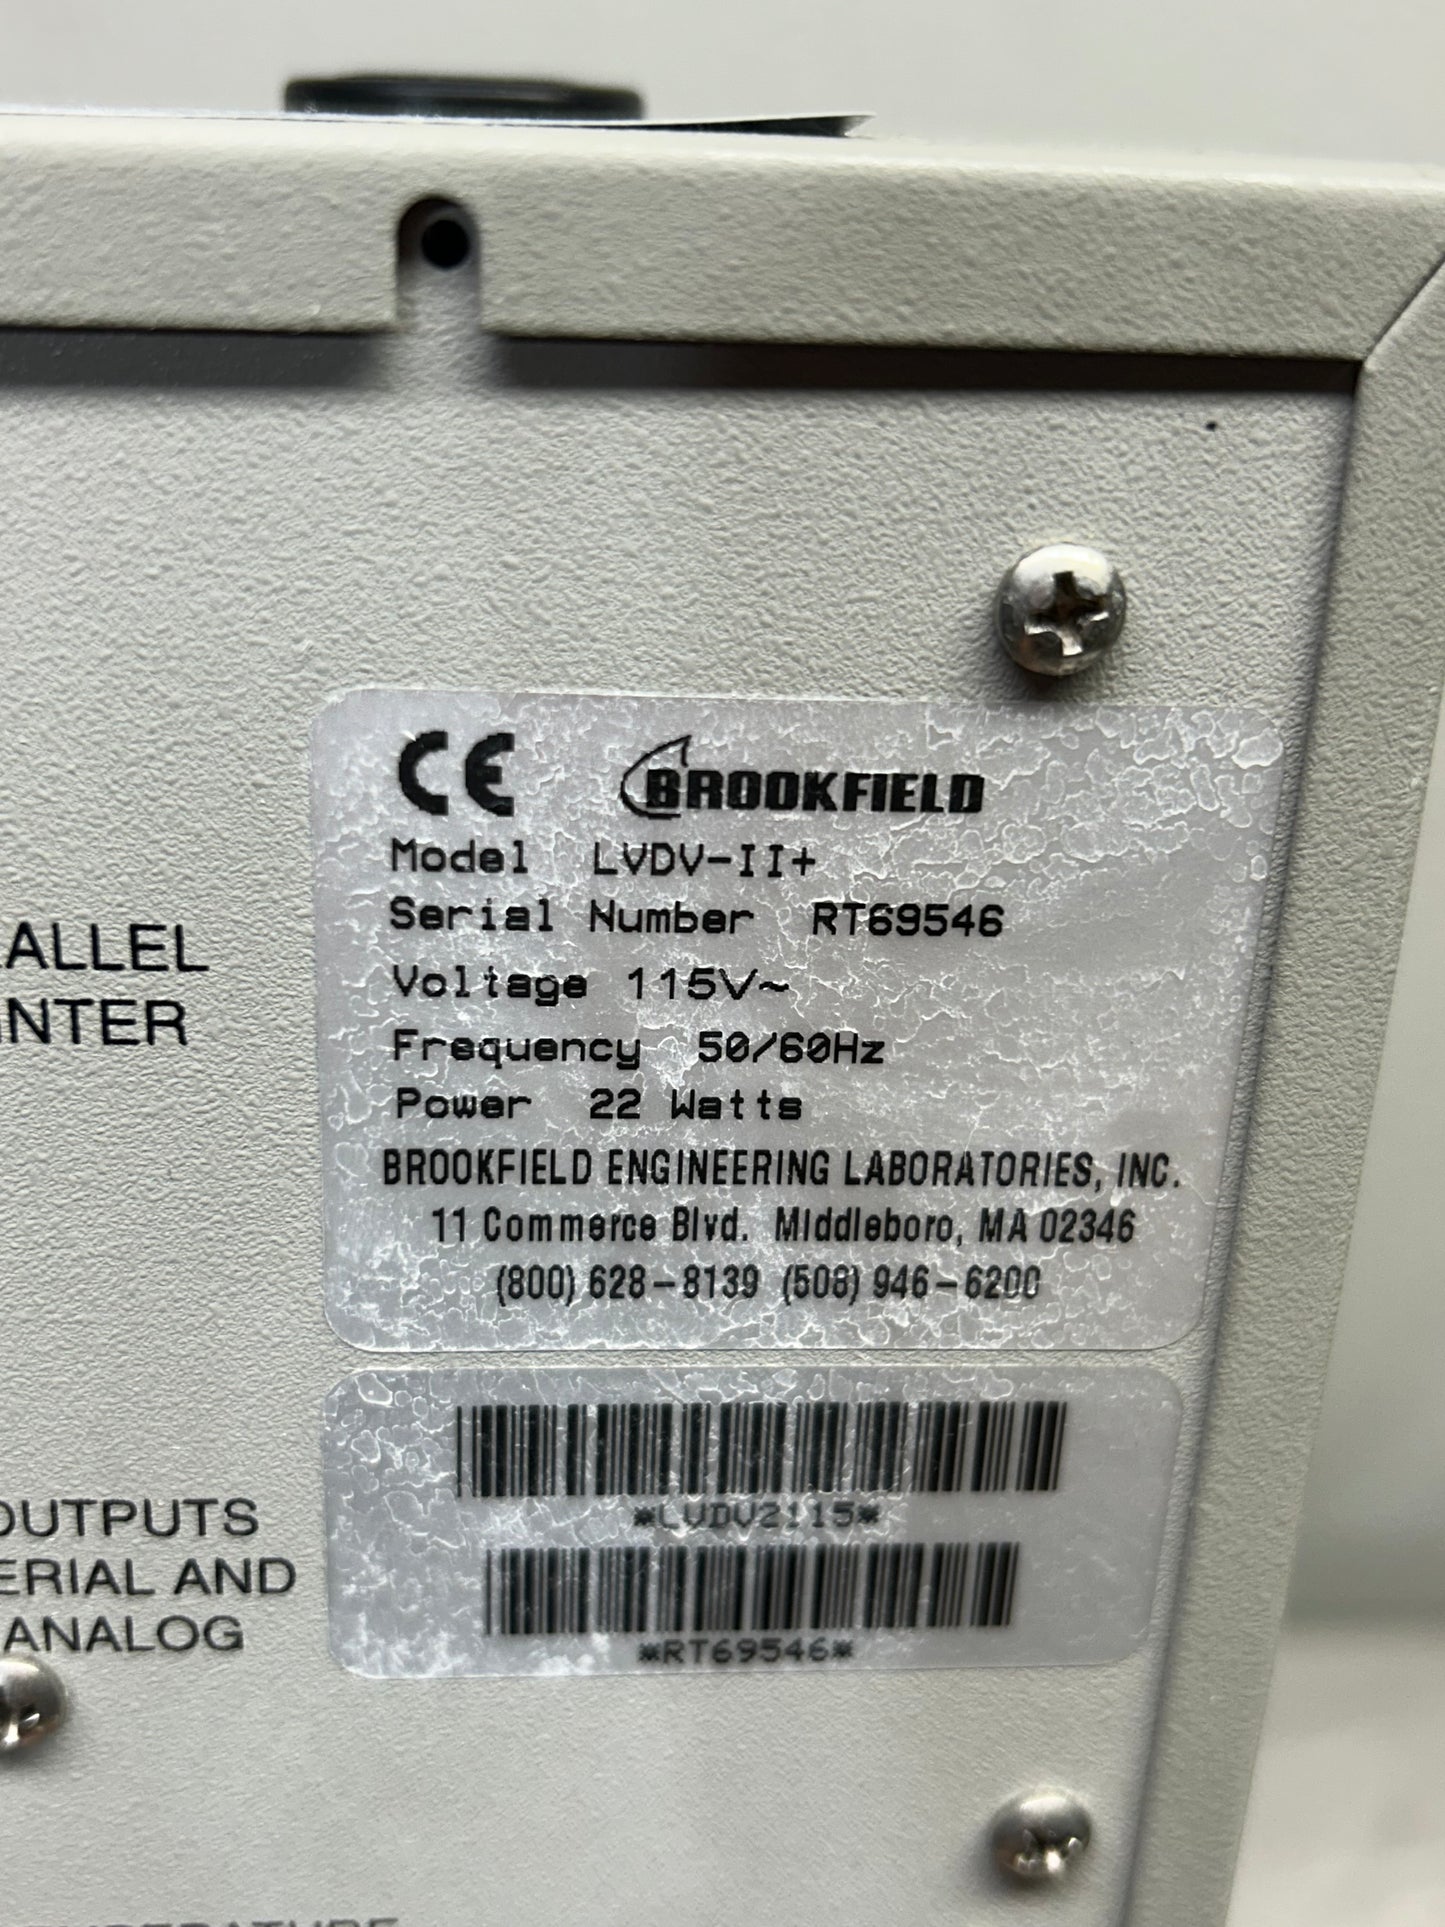 CE BROOKFIELD
Model LVDV-II+
Serial Number RT69546
Voltage 115V~
Frequency 50/60Hz
Power 22 Watts
BROOKFIELD ENGINEERING LABORATORIES, INC.
11 Commerce Blvd. Middleboro, MA 02346
(800) 628-8139 (508) 946-6200
*LVDV2115*
*RT69546*
ALLEL
INTER
OUTPUTS
ERIAL AND
ANALOG